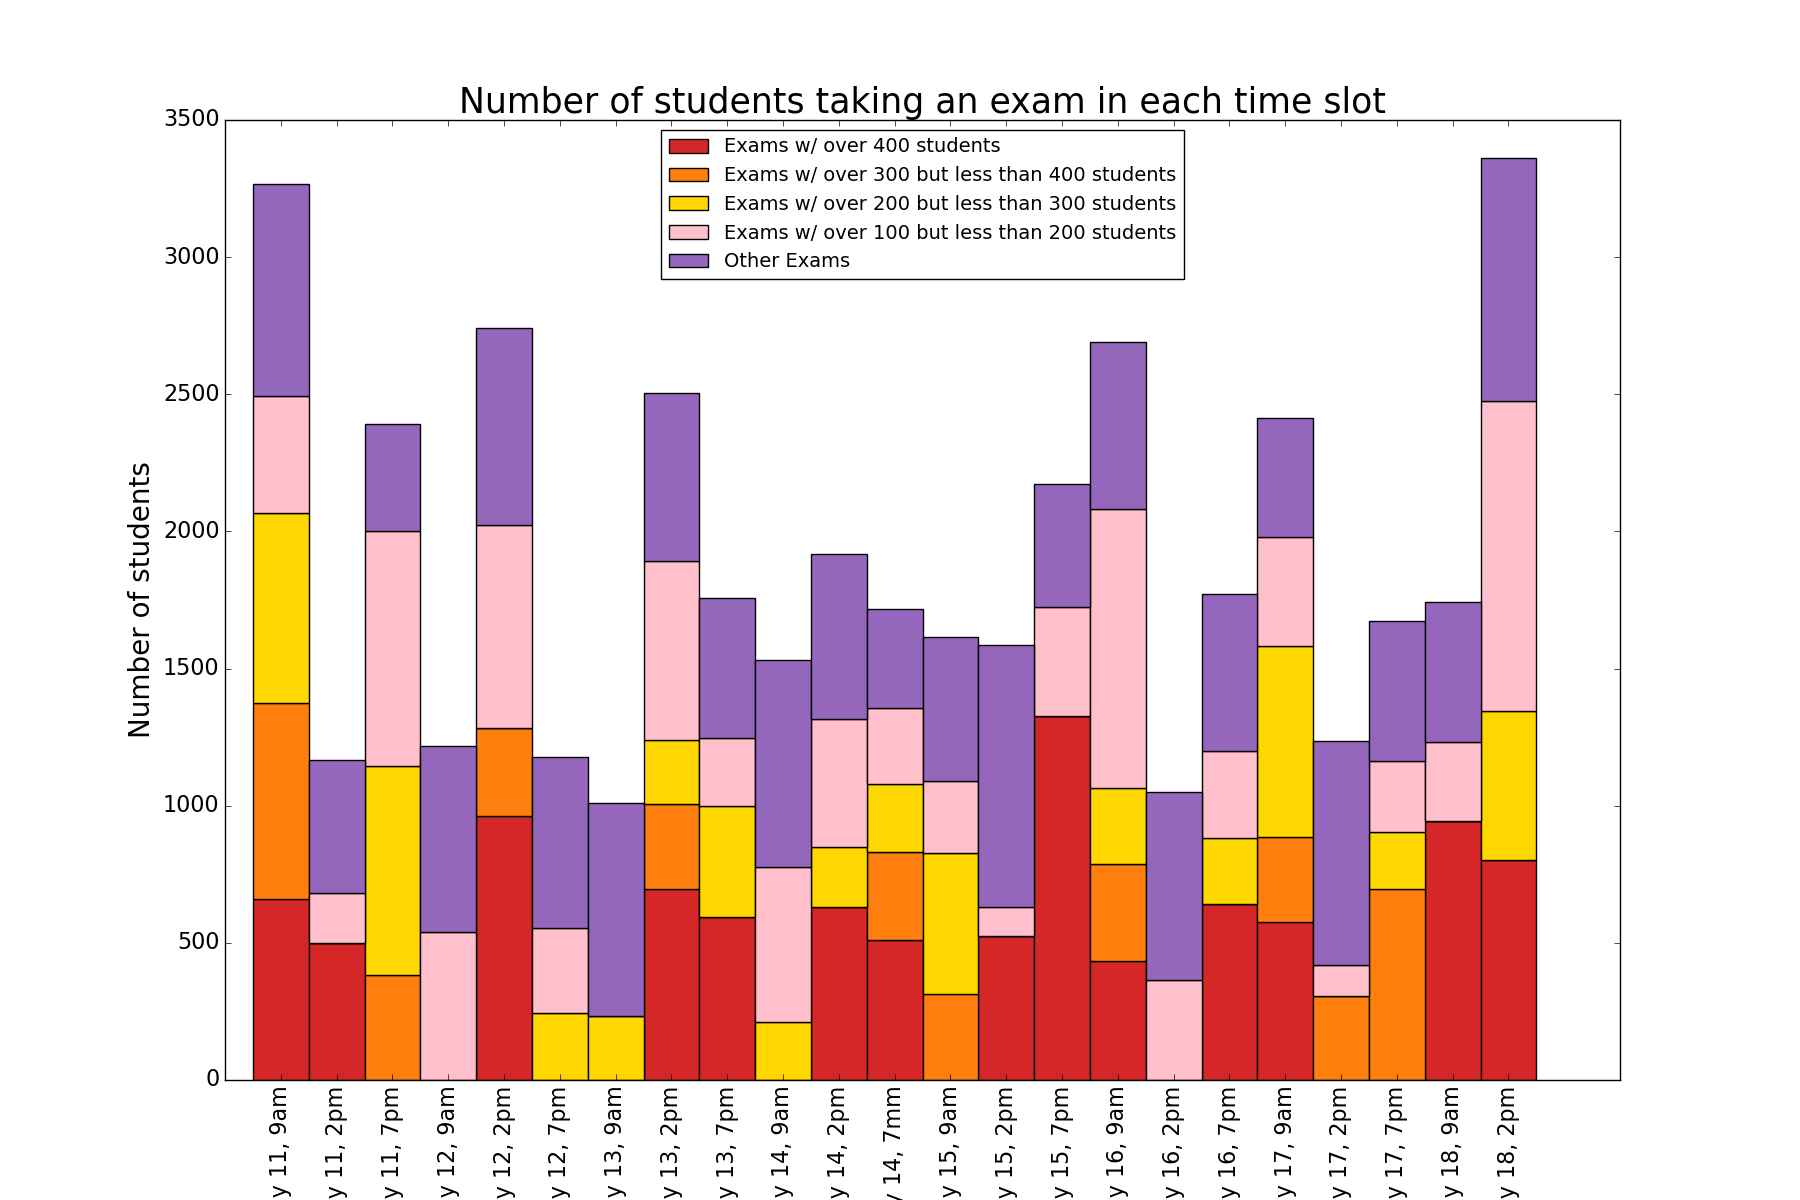 Number of students taking an exam in each time slot
Exams w/ over 400 students
Exams w/ over 300 but less than 400 students
Exams w/ over 200 but less than 300 students
Exams w/ over 100 but less than 200 students
Other Exams
Number of students
3500
3000
2500
2000
1500
1000
500
0
y 11, 9am
y 11, 2pm
y 11, 7pm
y 12, 9am
y 12, 2pm
y 12, 7pm
y 13, 9am
y 13, 2pm
y 13, 7pm
y 14, 9am
y 14, 2pm
y 14, 7mm
y 15, 9am
y 15, 2pm
y 15, 7pm
y 16, 9am
y 16, 2pm
y 16, 7pm
y 17, 9am
y 17, 2pm
y 17, 7pm
y 18, 9am
y 18, 2pm